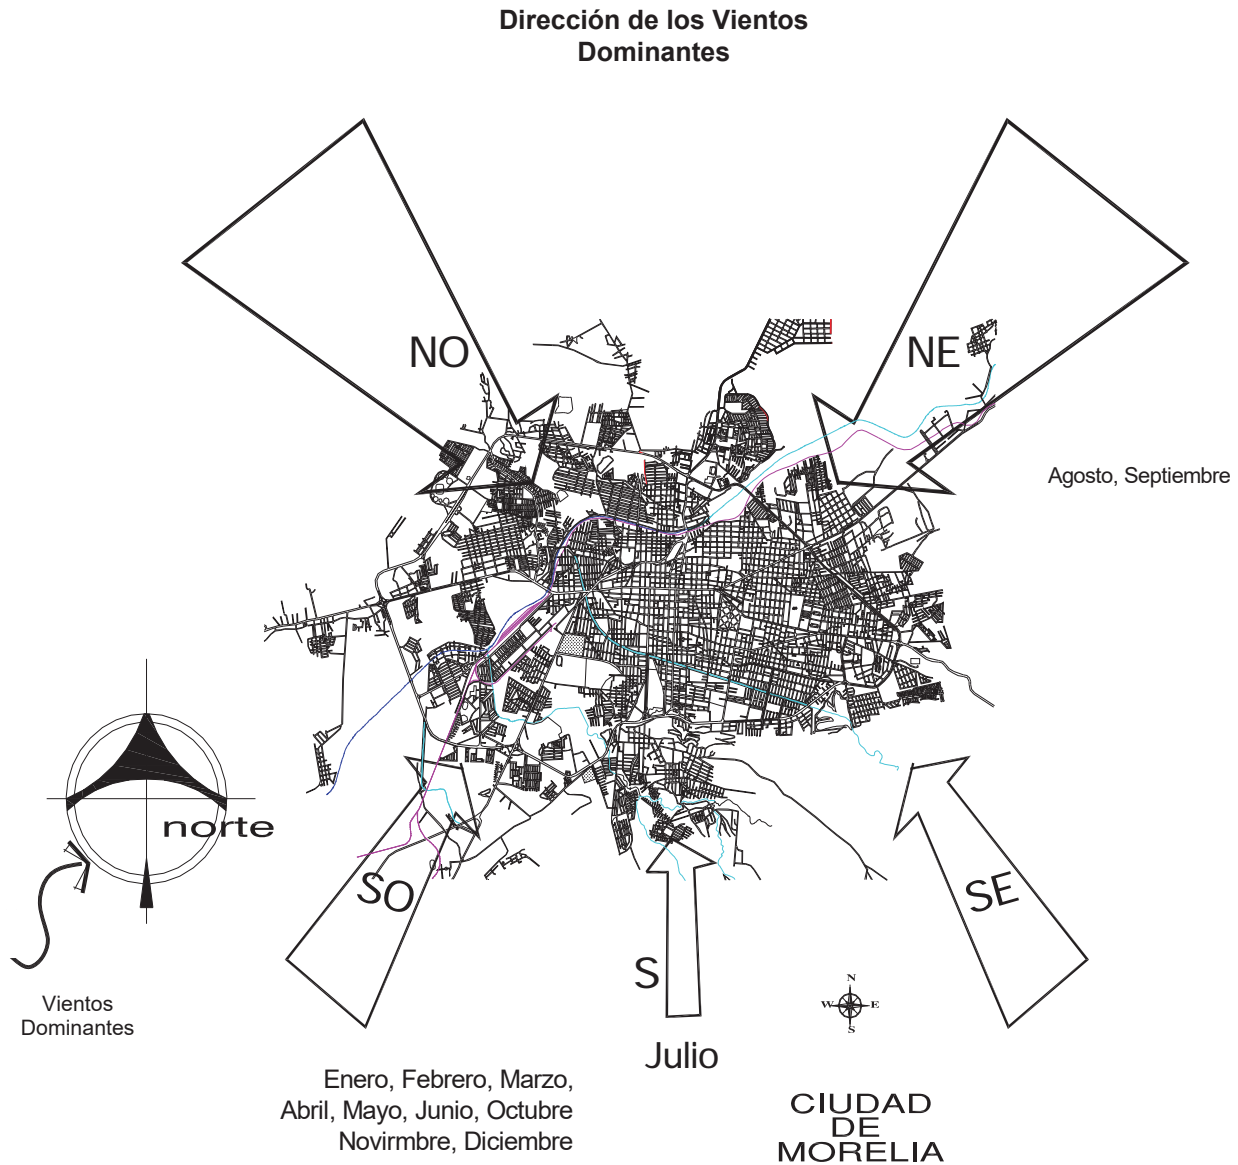 Dirección de los Vientos
Dominantes
NO
NE
Agosto, Septiembre
norte
SO
SE
S
Vientos
Dominantes
N
W
E
S
Julio
Enero, Febrero, Marzo,
Abril, Mayo, Junio, Octubre
Novirmbre, Diciembre
CIUDAD
DE
MORELIA